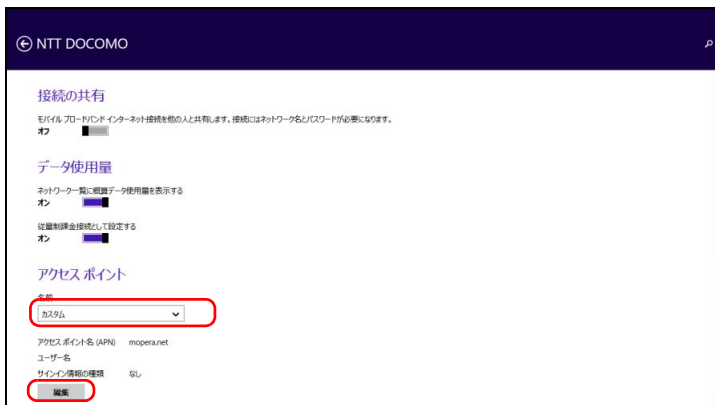 NTT DOCOMO
接続の共有
モバイル ブロードバンド インターネット接続を他の人と共有します。接続にはネットワーク名とパスワードが必要になります。
オフ
データ使用量
ネットワーク一覧に概算データ使用量を表示する
オン
従量制課金接続として設定する
オン
アクセス ポイント
名前
カスタム
アクセス ポイント名 (APN) mopera.net
ユーザー名
サインイン情報の種類 なし
編集